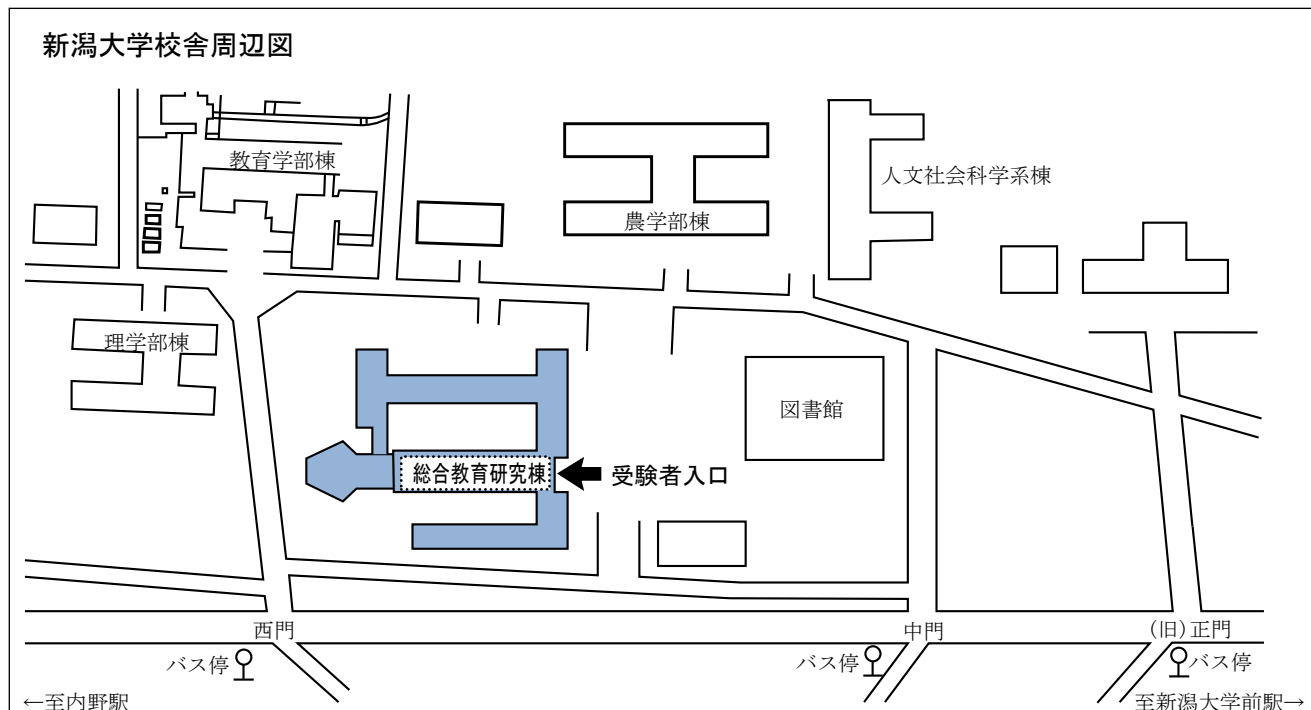 新潟大学校舎周辺図
教育学部棟
人文社会科学系棟
農学部棟
理学部棟
図書館
総合教育研究棟
受験者入口
西門
中門
(旧)正門
バス停
バス停
バス停
←至内野駅
至新潟大学前駅→